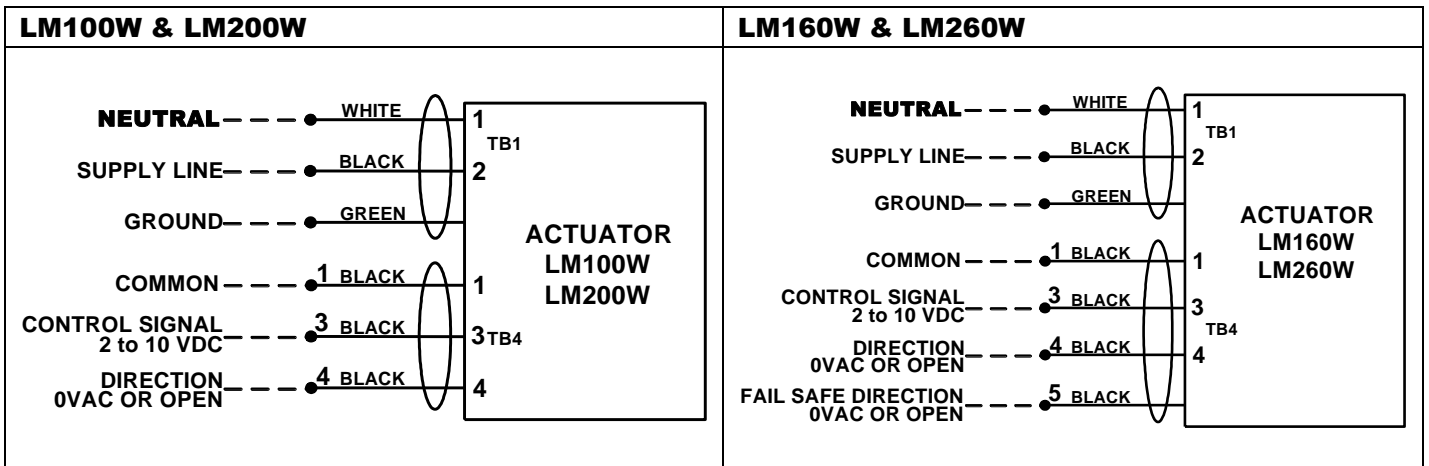 LM100W & LM200W
NEUTRAL WHITE 1
TB1
SUPPLY LINE BLACK 2
GROUND GREEN
ACTUATOR
LM100W
LM200W
COMMON 1 BLACK 1
CONTROL SIGNAL
2 to 10 VDC 3 BLACK 3 TB4
DIRECTION
0VAC OR OPEN 4 BLACK 4
LM160W & LM260W
NEUTRAL WHITE 1
TB1
SUPPLY LINE BLACK 2
GROUND GREEN
ACTUATOR
LM160W
LM260W
COMMON 1 BLACK 1
CONTROL SIGNAL
2 to 10 VDC 3 BLACK 3
TB4
DIRECTION
0VAC OR OPEN 4 BLACK 4
FAIL SAFE DIRECTION
0VAC OR OPEN 5 BLACK